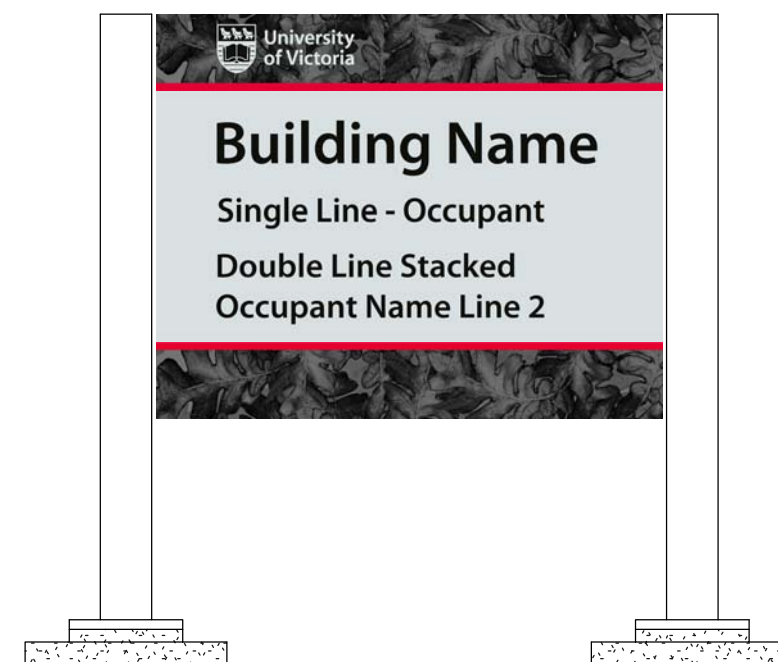 University
of Victoria
Building Name
Single Line - Occupant
Double Line Stacked
Occupant Name Line 2